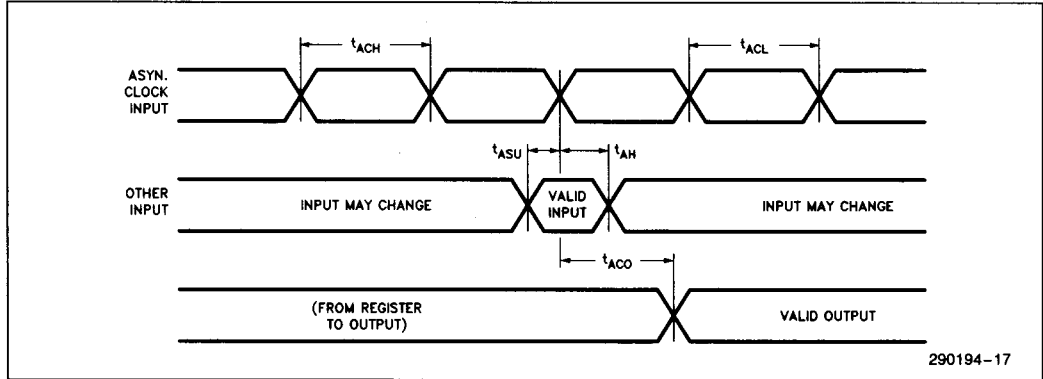 tACH
tACL
ASYN.
CLOCK
INPUT
tASU
tAH
OTHER
INPUT
INPUT MAY CHANGE
VALID
INPUT
INPUT MAY CHANGE
tACO
(FROM REGISTER
TO OUTPUT)
VALID OUTPUT
290194-17